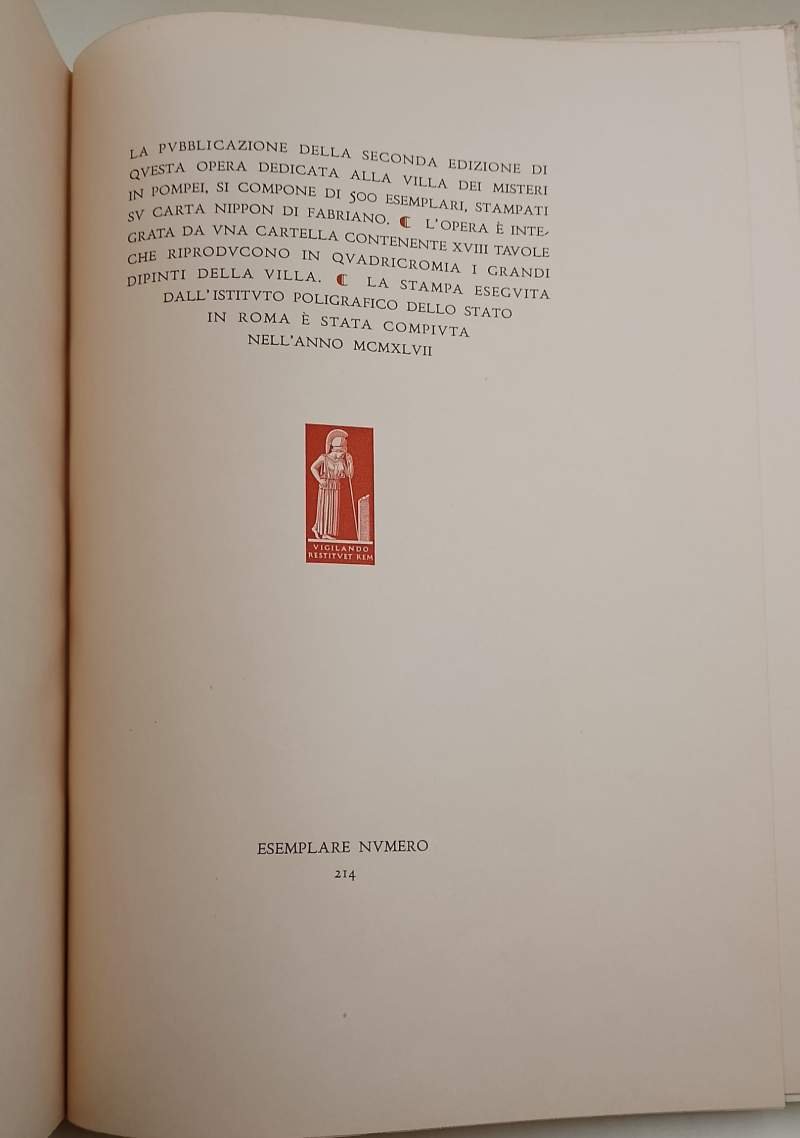 LA PVBBLICAZIONE DELLA SECONDA EDIZIONE DI
QVESTA OPERA DEDICATA ALLA VILLA DEI MISTERI
IN POMPEI, SI COMPONE DI 500 ESEMPLARI, STAMPATI
SV CARTA NIPPON DI FABRIANO. ⸿ L'OPERA È INTE-
GRATA DA VNA CARTELLA CONTENENTE XVIII TAVOLE
CHE RIPRODVCONO IN QVADRICROMIA I GRANDI
DIPINTI DELLA VILLA. ⸿ LA STAMPA ESEGVITA
DALL'ISTITVTO POLIGRAFICO DELLO STATO
IN ROMA È STATA COMPIVTA
NELL'ANNO MCMXLVII
VIGILANDO
RESTITVET REM
ESEMPLARE NVMERO
214